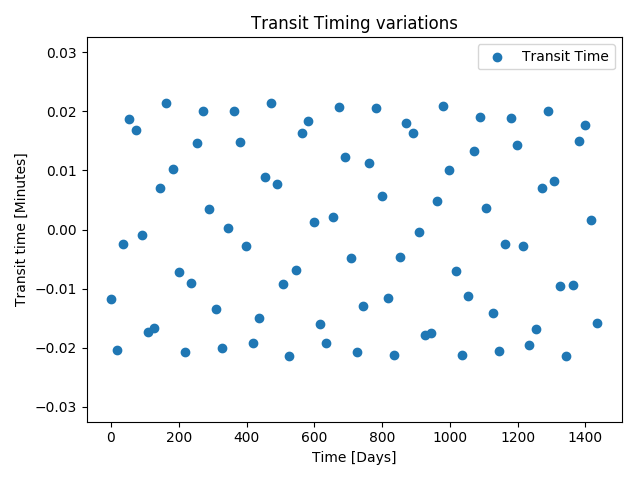 Transit Timing variations
Transit Time
0.03
0.02
0.01
0.00
−0.01
−0.02
−0.03
Transit time [Minutes]
0 200 400 600 800 1000 1200 1400
Time [Days]